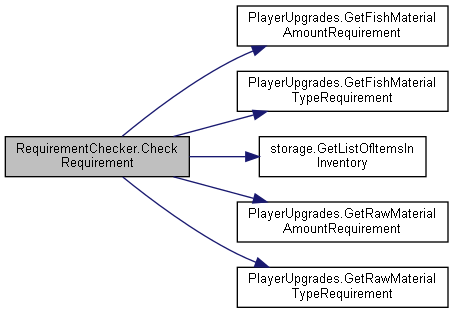 PlayerUpgrades.GetFishMaterial
AmountRequirement
PlayerUpgrades.GetFishMaterial
TypeRequirement
RequirementChecker.Check
Requirement
storage.GetListOfItemsIn
Inventory
PlayerUpgrades.GetRawMaterial
AmountRequirement
PlayerUpgrades.GetRawMaterial
TypeRequirement